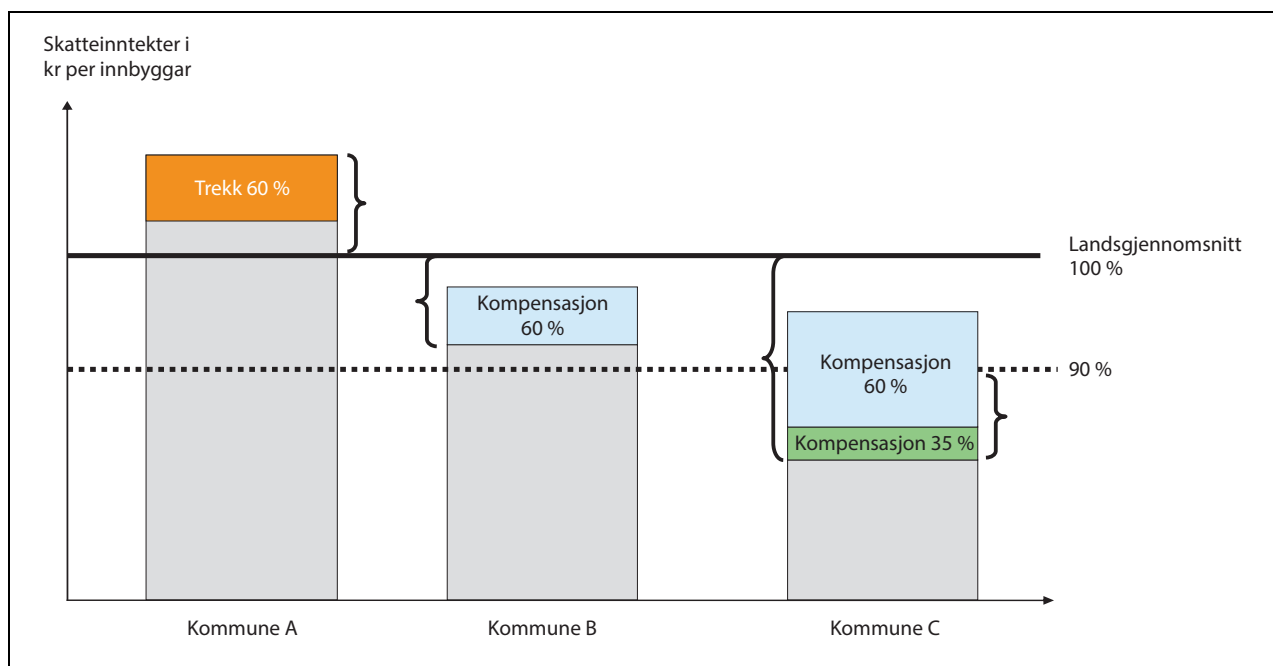 Skatteinntekter i
kr per innbyggar
Trekk 60 %
Landsgjennomsnitt
100 %
Kompensasjon
60 %
90 %
Kompensasjon
60 %
Kompensasjon 35 %
Kommune A
Kommune B
Kommune C